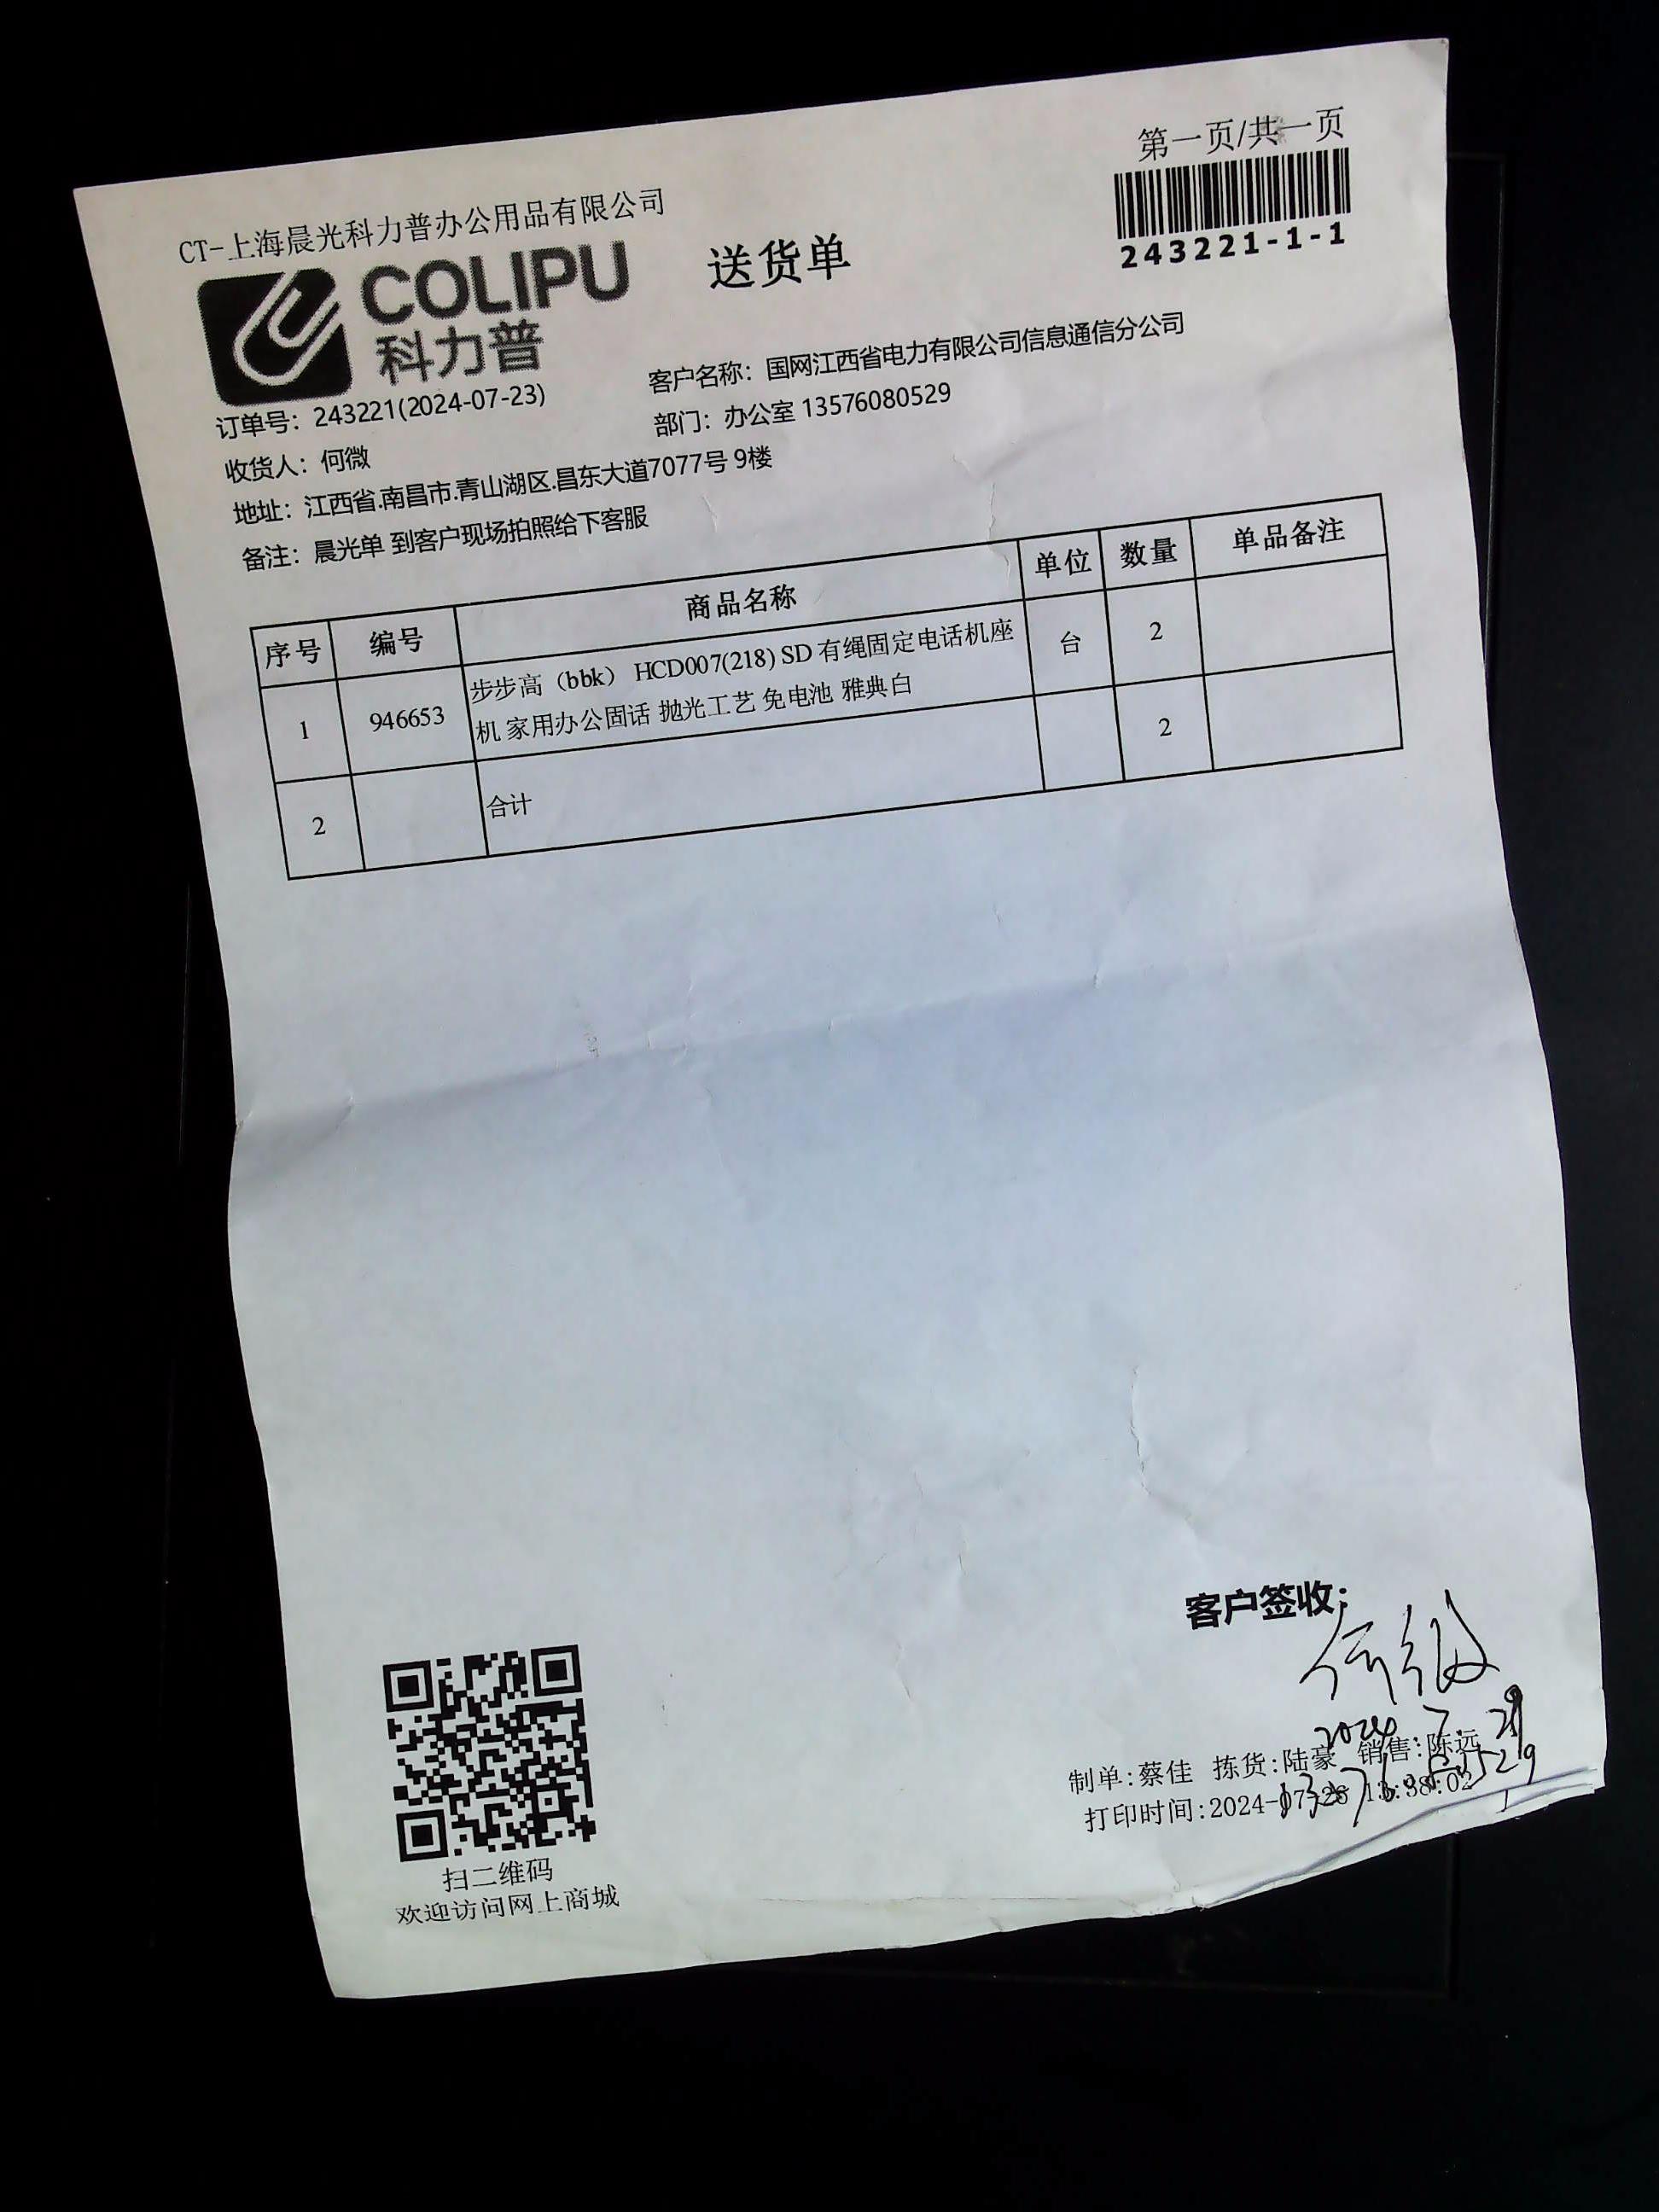 第一页/共一页
CT-上海晨光科力普办公用品有限公司
COLIPU
科力普
送货单
243221-1-1
订单号：243221(2024-07-23)
客户名称：国网江西省电力有限公司信息通信分公司
收货人：何微
部门：办公室 13576080529
地址：江西省.南昌市.青山湖区.昌东大道7077号 9楼
备注：晨光单 到客户现场拍照给下客服
序号 编号 商品名称 单位 数量 单品备注
1 946653 步步高（bbk） HCD007(218) SD 有绳固定电话机座
机 家用办公固话 抛光工艺 免电池 雅典白 台 2
2 合计 2
客户签收：
何微
2024.7.29
制单:蔡佳 拣货:陆豪 销售:陈远
打印时间:2024-07-26 13:38:02
扫二维码
欢迎访问网上商城